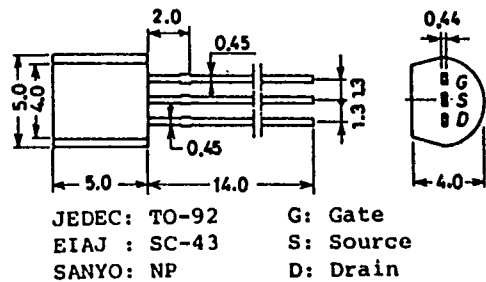 2.0
0.44
0.45
5.0
4.0
G
S
D
1.3
1.3
0.45
5.0
14.0
4.0
JEDEC: TO-92 G: Gate
EIAJ : SC-43 S: Source
SANYO: NP D: Drain